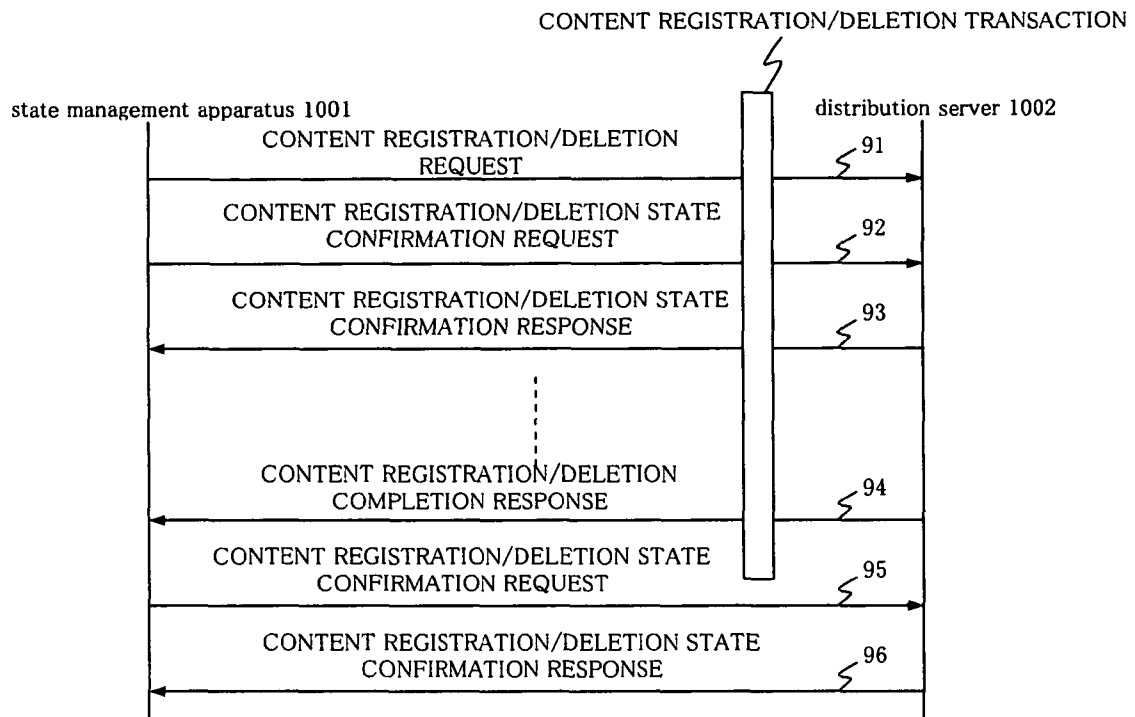 CONTENT REGISTRATION/DELETION TRANSACTION
state management apparatus 1001
distribution server 1002
CONTENT REGISTRATION/DELETION
REQUEST
91
CONTENT REGISTRATION/DELETION STATE
CONFIRMATION REQUEST
92
CONTENT REGISTRATION/DELETION STATE
CONFIRMATION RESPONSE
93
CONTENT REGISTRATION/DELETION
COMPLETION RESPONSE
94
CONTENT REGISTRATION/DELETION STATE
CONFIRMATION REQUEST
95
CONTENT REGISTRATION/DELETION STATE
CONFIRMATION RESPONSE
96